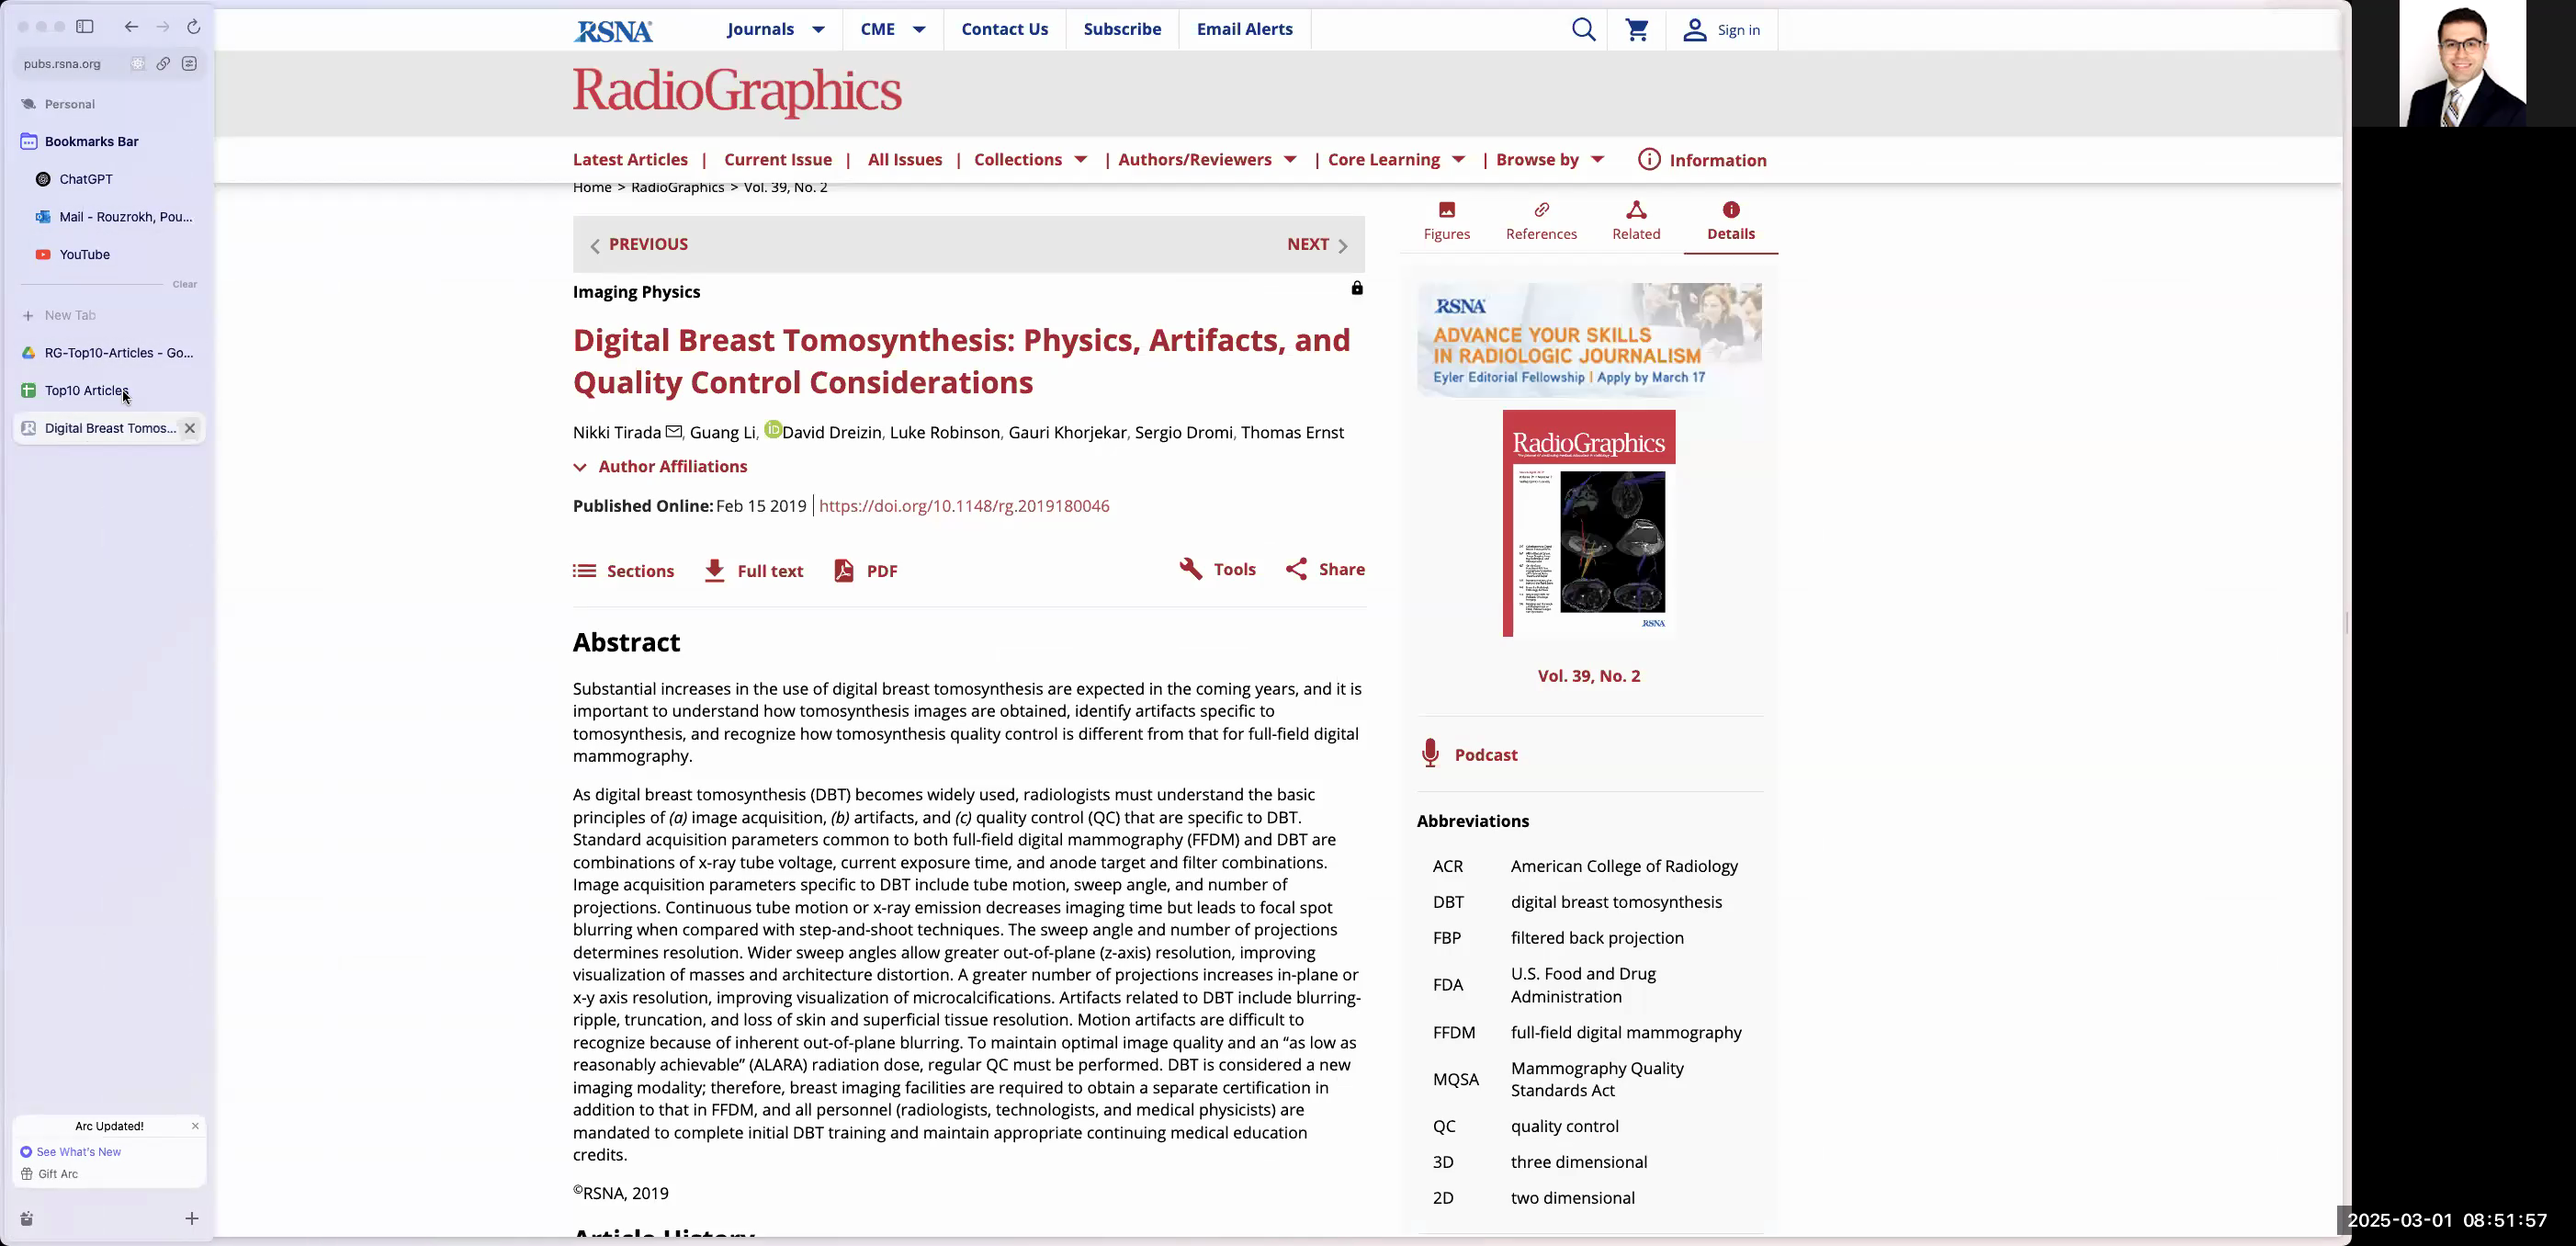 pubs.rsna.org
Personal
Bookmarks Bar
ChatGPT
Mail - Rouzrokh, Pou...
YouTube
Clear
+ New Tab
RG-Top10-Articles - Go...
Top10 Articles
Digital Breast Tomos...
Arc Updated!
See What's New
Gift Arc
RSNA
Journals
CME
Contact Us
Subscribe
Email Alerts
Sign in
RadioGraphics
Latest Articles | Current Issue | All Issues | Collections | Authors/Reviewers | Core Learning | Browse by Information
Home > RadioGraphics > Vol. 39, No. 2
PREVIOUS
NEXT
Imaging Physics
Digital Breast Tomosynthesis: Physics, Artifacts, and
Quality Control Considerations
Nikki Tirada, Guang Li, David Dreizin, Luke Robinson, Gauri Khorjekar, Sergio Dromi, Thomas Ernst
Author Affiliations
Published Online: Feb 15 2019 | https://doi.org/10.1148/rg.2019180046
Sections
Full text
PDF
Tools
Share
Abstract
Substantial increases in the use of digital breast tomosynthesis are expected in the coming years, and it is
important to understand how tomosynthesis images are obtained, identify artifacts specific to
tomosynthesis, and recognize how tomosynthesis quality control is different from that for full-field digital
mammography.
As digital breast tomosynthesis (DBT) becomes widely used, radiologists must understand the basic
principles of (a) image acquisition, (b) artifacts, and (c) quality control (QC) that are specific to DBT.
Standard acquisition parameters common to both full-field digital mammography (FFDM) and DBT are
combinations of x-ray tube voltage, current exposure time, and anode target and filter combinations.
Image acquisition parameters specific to DBT include tube motion, sweep angle, and number of
projections. Continuous tube motion or x-ray emission decreases imaging time but leads to focal spot
blurring when compared with step-and-shoot techniques. The sweep angle and number of projections
determines resolution. Wider sweep angles allow greater out-of-plane (z-axis) resolution, improving
visualization of masses and architecture distortion. A greater number of projections increases in-plane or
x-y axis resolution, improving visualization of microcalcifications. Artifacts related to DBT include blurring-
ripple, truncation, and loss of skin and superficial tissue resolution. Motion artifacts are difficult to
recognize because of inherent out-of-plane blurring. To maintain optimal image quality and an “as low as
reasonably achievable” (ALARA) radiation dose, regular QC must be performed. DBT is considered a new
imaging modality; therefore, breast imaging facilities are required to obtain a separate certification in
addition to that in FFDM, and all personnel (radiologists, technologists, and medical physicists) are
mandated to complete initial DBT training and maintain appropriate continuing medical education
credits.
©RSNA, 2019
Article History
Figures
References
Related
Details
RSNA
ADVANCE YOUR SKILLS
IN RADIOLOGIC JOURNALISM
Eyler Editorial Fellowship | Apply by March 17
RadioGraphics
RSNA
Vol. 39, No. 2
Podcast
Abbreviations
ACR American College of Radiology
DBT digital breast tomosynthesis
FBP filtered back projection
FDA U.S. Food and Drug
Administration
FFDM full-field digital mammography
MQSA Mammography Quality
Standards Act
QC quality control
3D three dimensional
2D two dimensional
2025-03-01 08:51:57